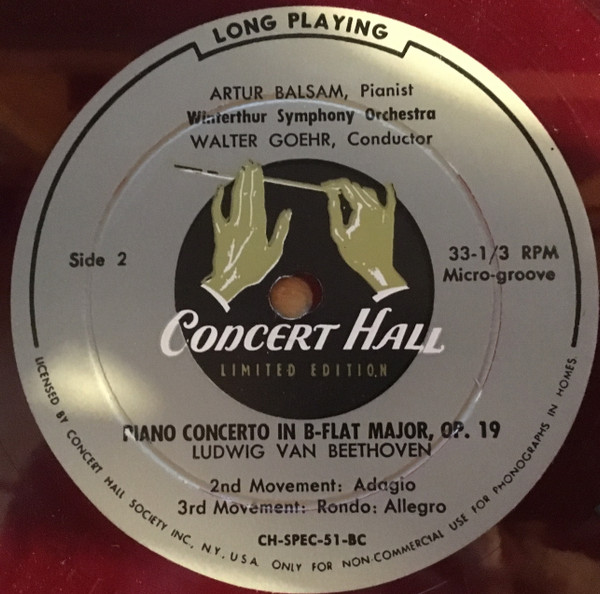 LONG PLAYING
ARTUR BALSAM, Pianist
Winterthur Symphony Orchestra
WALTER GOEHR, Conductor
Side 2
33-1/3 RPM
Micro-groove
CONCERT HALL
LIMITED EDITION
PIANO CONCERTO IN B-FLAT MAJOR, OP. 19
LUDWIG VAN BEETHOVEN
2nd Movement: Adagio
3rd Movement: Rondo: Allegro
CH-SPEC-51-BC
LICENSED BY CONCERT HALL SOCIETY INC, N.Y. U.S.A. ONLY FOR NON-COMMERCIAL USE FOR PHONOGRAPHS IN HOMES.